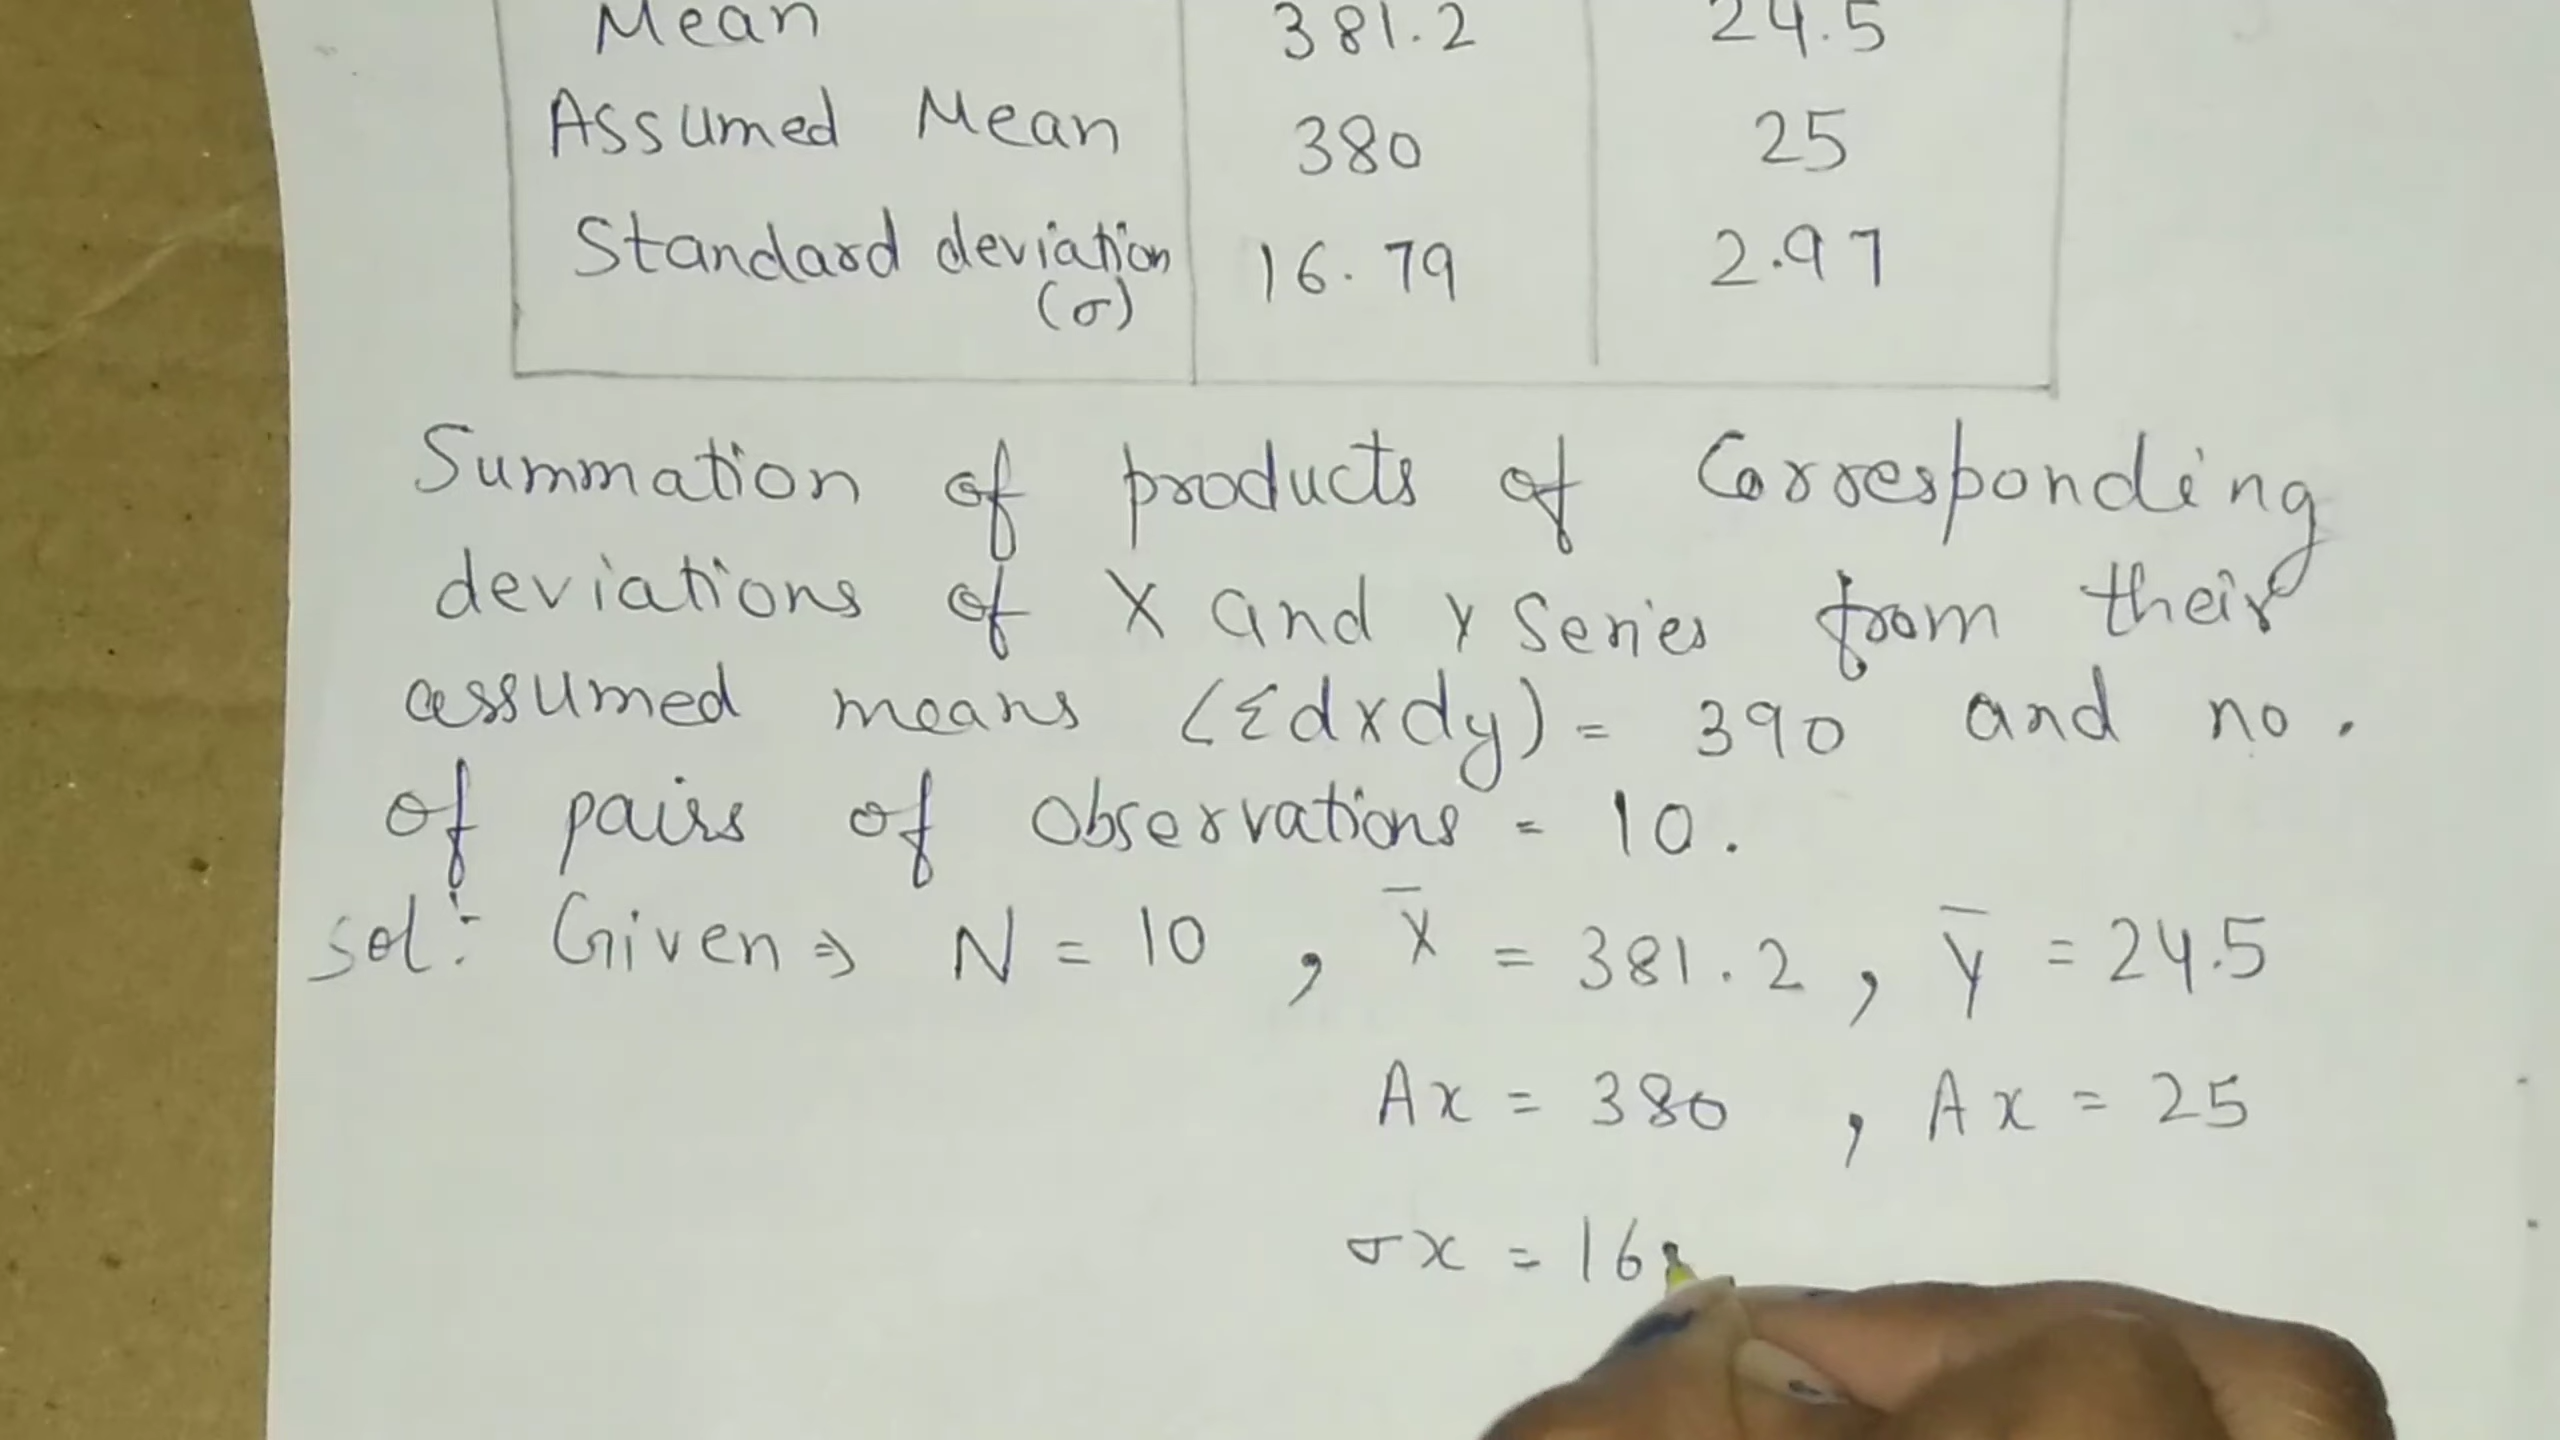 Mean 381.2 24.5
Assumed Mean 380 25
Standard deviation 16.79 2.97
(σ)
Summation of products of Corresponding
deviations of X and Y Series from their
assumed means (Σdxdy) = 390 and no.
of pairs of Observations = 10.
Sol:- Given ⇒ N = 10 , X̅ = 381.2 , Y̅ = 24.5
Ax = 380 , Ax = 25
σx = 16.